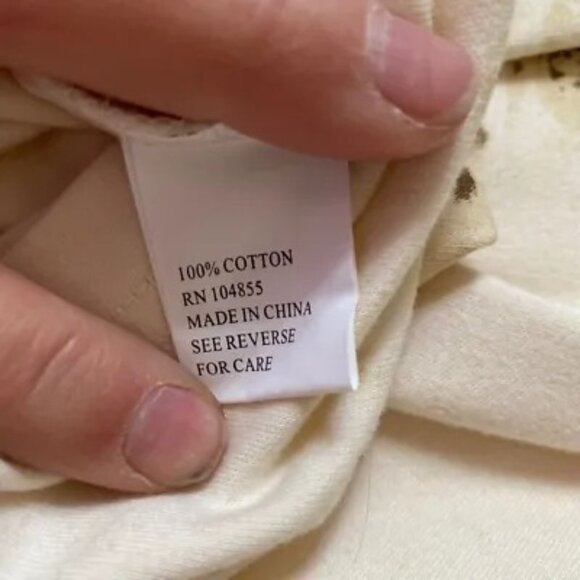 100% COTTON
RN 104855
MADE IN CHINA
SEE REVERSE
FOR CARE